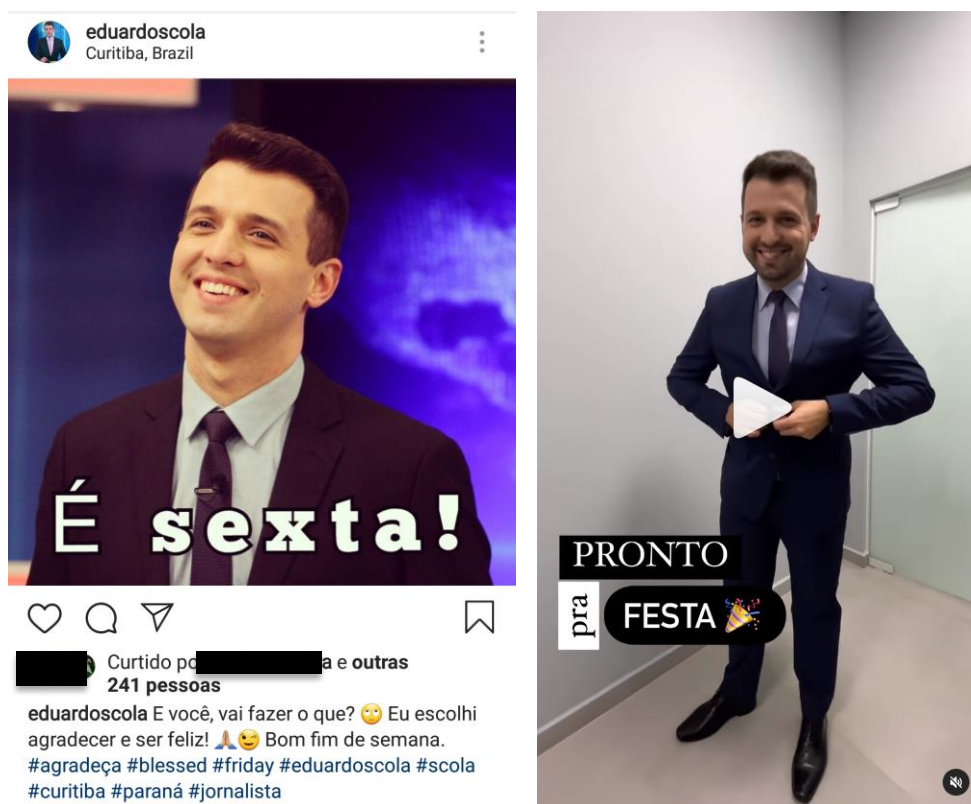 eduardoscola
Curitiba, Brazil
É sexta!
Curtido po
a e outras
241 pessoas
eduardoscola E você, vai fazer o que? 🙄 Eu escolhi
agradecer e ser feliz! 🙏🏽😉 Bom fim de semana.
#agradeça #blessed #friday #eduardoscola #scola
#curitiba #paraná #jornalista
PRONTO
pra
FESTA 🎉